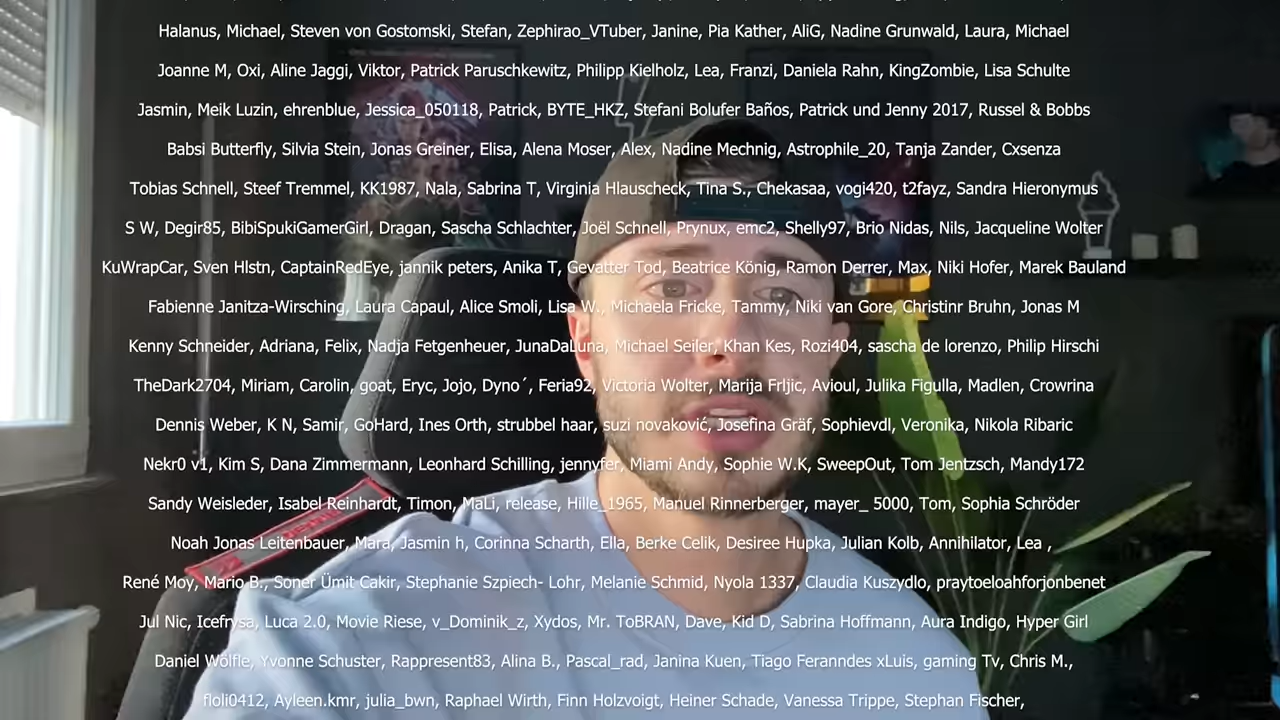 Halanus, Michael, Steven von Gostomski, Stefan, Zephirao_VTuber, Janine, Pia Kather, AliG, Nadine Grunwald, Laura, Michael
Joanne M, Oxi, Aline Jaggi, Viktor, Patrick Paruschkewitz, Philipp Kielholz, Lea, Franzi, Daniela Rahn, KingZombie, Lisa Schulte
Jasmin, Meik Luzin, ehrenblue, Jessica_050118, Patrick, BYTE_HKZ, Stefani Bolufer Baños, Patrick und Jenny 2017, Russel & Bobbs
Babsi Butterfly, Silvia Stein, Jonas Greiner, Elisa, Alena Moser, Alex, Nadine Mechnig, Astrophile_20, Tanja Zander, Cxsenza
Tobias Schnell, Steef Tremmel, KK1987, Nala, Sabrina T, Virginia Hlauscheck, Tina S., Chekasaa, vogi420, t2fayz, Sandra Hieronymus
S W, Degir85, BibiSpukiGamerGirl, Dragan, Sascha Schlachter, Joël Schnell, Prynux, emc2, Shelly97, Brio Nidas, Nils, Jacqueline Wolter
KuWrapCar, Sven Hlstn, CaptainRedEye, jannik peters, Anika T, Gevatter Tod, Beatrice König, Ramon Derrer, Max, Niki Hofer, Marek Bauland
Fabienne Janitza-Wirsching, Laura Capaul, Alice Smoli, Lisa W., Michaela Fricke, Tammy, Niki van Gore, Christinr Bruhn, Jonas M
Kenny Schneider, Adriana, Felix, Nadja Fetgenheuer, JunaDaLuna, Michael Seiler, Khan Kes, Rozi404, sascha de lorenzo, Philip Hirschi
TheDark2704, Miriam, Carolin, goat, Eryc, Jojo, Dyno´, Feria92, Victoria Wolter, Marija Frljic, Avioul, Julika Figulla, Madlen, Crowrina
Dennis Weber, K N, Samir, GoHard, Ines Orth, strubbel haar, suzi novaković, Josefina Gräf, Sophievdl, Veronika, Nikola Ribaric
Nekr0 v1, Kim S, Dana Zimmermann, Leonhard Schilling, jennyfer, Miami Andy, Sophie W.K, SweepOut, Tom Jentzsch, Mandy172
Sandy Weisleder, Isabel Reinhardt, Timon, MaLi, release, Hille_1965, Manuel Rinnerberger, mayer_ 5000, Tom, Sophia Schröder
Noah Jonas Leitenbauer, Mara, Jasmin h, Corinna Scharth, Ella, Berke Celik, Desiree Hupka, Julian Kolb, Annihilator, Lea ,
René Moy, Mario B., Soner Ümit Cakir, Stephanie Szpiech- Lohr, Melanie Schmid, Nyola 1337, Claudia Kuszydlo, praytoeloahforjonbenet
Jul Nic, Icefrysa, Luca 2.0, Movie Riese, v_Dominik_z, Xydos, Mr. ToBRAN, Dave, Kid D, Sabrina Hoffmann, Aura Indigo, Hyper Girl
Daniel Wölfle, Yvonne Schuster, Rappresent83, Alina B., Pascal_rad, Janina Kuen, Tiago Feranndes xLuis, gaming Tv, Chris M.,
floli0412, Ayleen.kmr, julia_bwn, Raphael Wirth, Finn Holzvoigt, Heiner Schade, Vanessa Trippe, Stephan Fischer,